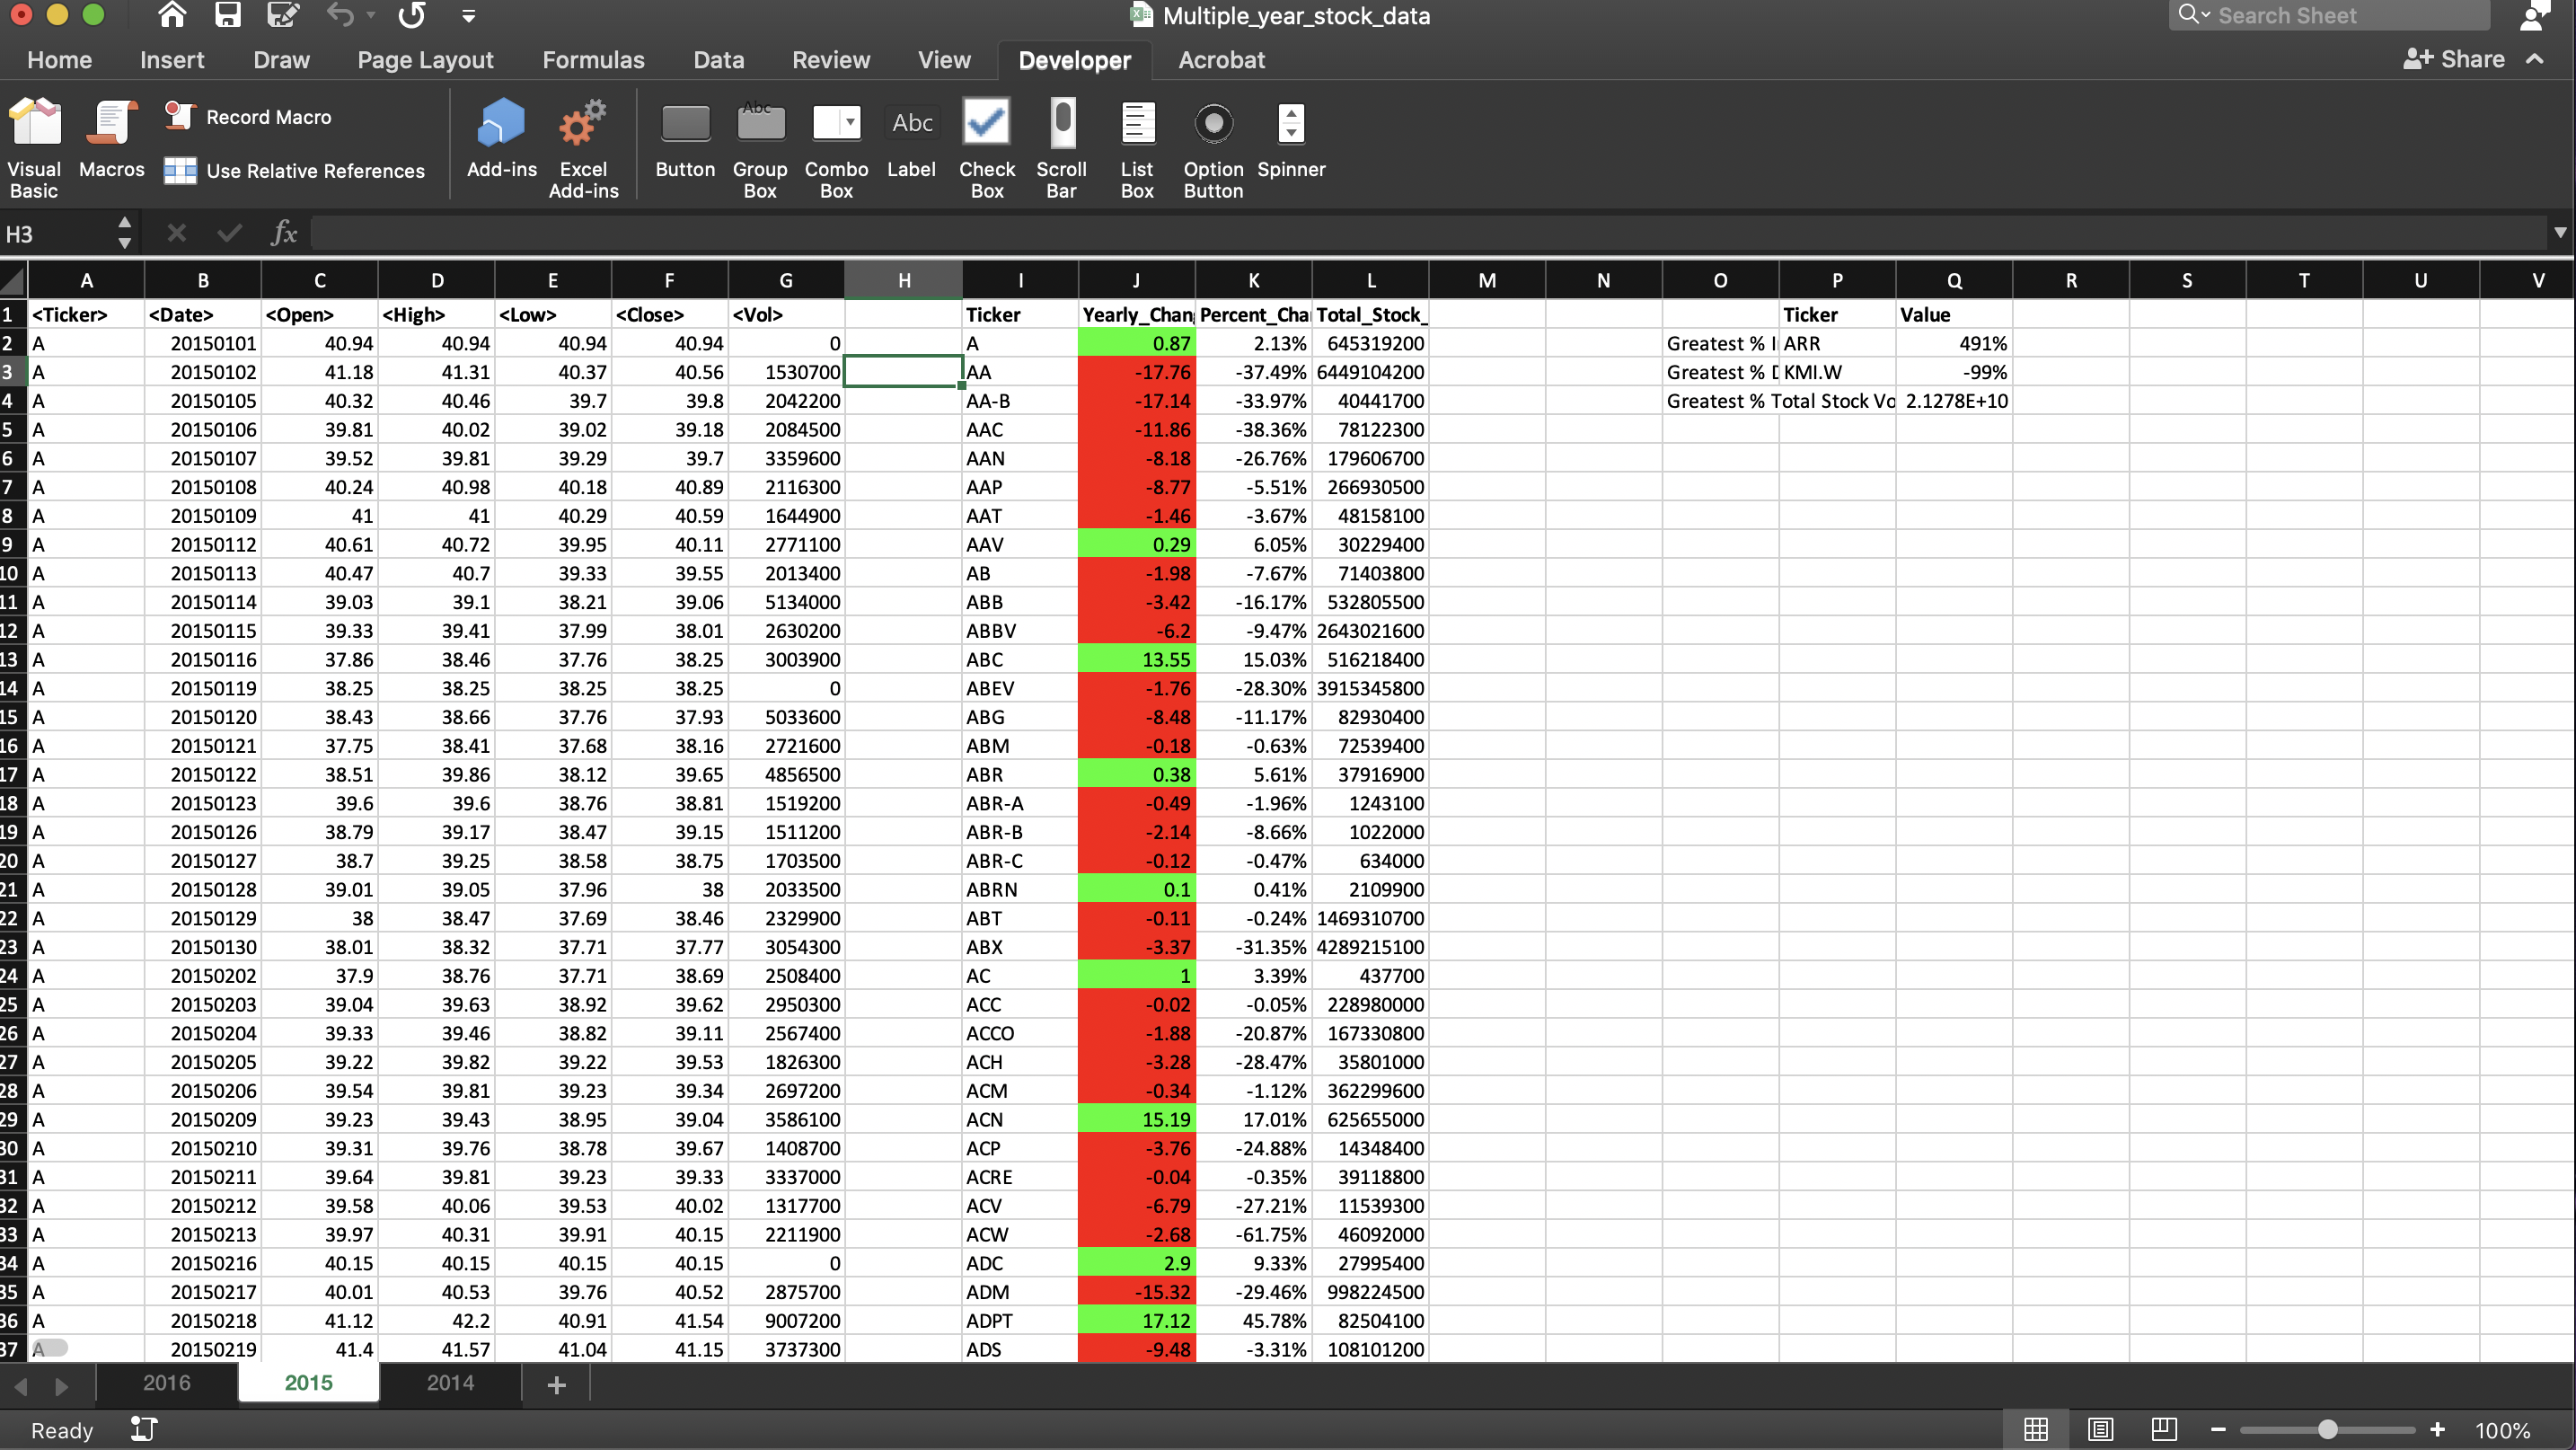 Multiple_year_stock_data
Search Sheet
Home Insert Draw Page Layout Formulas Data Review View Developer Acrobat Share
Visual Basic
Macros
Record Macro
Use Relative References
Add-ins
Excel Add-ins
Button
Abc
Group Box
Combo Box
Abc
Label
Check Box
Scroll Bar
List Box
Option Button
Spinner
H3 fx
A B C D E F G H I J K L M N O P Q R S T U V
1 <Ticker> <Date> <Open> <High> <Low> <Close> <Vol> Ticker Yearly_Chan Percent_Cha Total_Stock_ Ticker Value
2 A 20150101 40.94 40.94 40.94 40.94 0 A 0.87 2.13% 645319200 Greatest % I ARR 491%
3 A 20150102 41.18 41.31 40.37 40.56 1530700 AA -17.76 -37.49% 6449104200 Greatest % D KMI.W -99%
4 A 20150105 40.32 40.46 39.7 39.8 2042200 AA-B -17.14 -33.97% 40441700 Greatest % Total Stock Vo 2.1278E+10
5 A 20150106 39.81 40.02 39.02 39.18 2084500 AAC -11.86 -38.36% 78122300
6 A 20150107 39.52 39.81 39.29 39.7 3359600 AAN -8.18 -26.76% 179606700
7 A 20150108 40.24 40.98 40.18 40.89 2116300 AAP -8.77 -5.51% 266930500
8 A 20150109 41 41 40.29 40.59 1644900 AAT -1.46 -3.67% 48158100
9 A 20150112 40.61 40.72 39.95 40.11 2771100 AAV 0.29 6.05% 30229400
10 A 20150113 40.47 40.7 39.33 39.55 2013400 AB -1.98 -7.67% 71403800
11 A 20150114 39.03 39.1 38.21 39.06 5134000 ABB -3.42 -16.17% 532805500
12 A 20150115 39.33 39.41 37.99 38.01 2630200 ABBV -6.2 -9.47% 2643021600
13 A 20150116 37.86 38.46 37.76 38.25 3003900 ABC 13.55 15.03% 516218400
14 A 20150119 38.25 38.25 38.25 38.25 0 ABEV -1.76 -28.30% 3915345800
15 A 20150120 38.43 38.66 37.76 37.93 5033600 ABG -8.48 -11.17% 82930400
16 A 20150121 37.75 38.41 37.68 38.16 2721600 ABM -0.18 -0.63% 72539400
17 A 20150122 38.51 39.86 38.12 39.65 4856500 ABR 0.38 5.61% 37916900
18 A 20150123 39.6 39.6 38.76 38.81 1519200 ABR-A -0.49 -1.96% 1243100
19 A 20150126 38.79 39.17 38.47 39.15 1511200 ABR-B -2.14 -8.66% 1022000
20 A 20150127 38.7 39.25 38.58 38.75 1703500 ABR-C -0.12 -0.47% 634000
21 A 20150128 39.01 39.05 37.96 38 2033500 ABRN 0.1 0.41% 2109900
22 A 20150129 38 38.47 37.69 38.46 2329900 ABT -0.11 -0.24% 1469310700
23 A 20150130 38.01 38.32 37.71 37.77 3054300 ABX -3.37 -31.35% 4289215100
24 A 20150202 37.9 38.76 37.71 38.69 2508400 AC 1 3.39% 437700
25 A 20150203 39.04 39.63 38.92 39.62 2950300 ACC -0.02 -0.05% 228980000
26 A 20150204 39.33 39.46 38.82 39.11 2567400 ACCO -1.88 -20.87% 167330800
27 A 20150205 39.22 39.82 39.22 39.53 1826300 ACH -3.28 -28.47% 35801000
28 A 20150206 39.54 39.81 39.23 39.34 2697200 ACM -0.34 -1.12% 362299600
29 A 20150209 39.23 39.43 38.95 39.04 3586100 ACN 15.19 17.01% 625655000
30 A 20150210 39.31 39.76 38.78 39.67 1408700 ACP -3.76 -24.88% 14348400
31 A 20150211 39.64 39.81 39.23 39.33 3337000 ACRE -0.04 -0.35% 39118800
32 A 20150212 39.58 40.06 39.53 40.02 1317700 ACV -6.79 -27.21% 11539300
33 A 20150213 39.97 40.31 39.91 40.15 2211900 ACW -2.68 -61.75% 46092000
34 A 20150216 40.15 40.15 40.15 40.15 0 ADC 2.9 9.33% 27995400
35 A 20150217 40.01 40.53 39.76 40.52 2875700 ADM -15.32 -29.46% 998224500
36 A 20150218 41.12 42.2 40.91 41.54 9007200 ADPT 17.12 45.78% 82504100
37 A 20150219 41.4 41.57 41.04 41.15 3737300 ADS -9.48 -3.31% 108101200
2016 2015 2014 +
Ready 100%